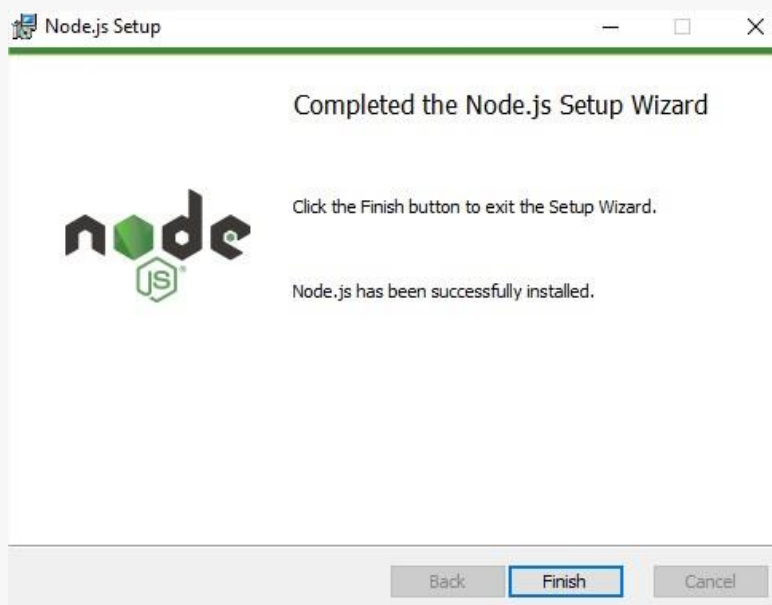 Node.js Setup
Completed the Node.js Setup Wizard
Click the Finish button to exit the Setup Wizard.
node
JS®
Node.js has been successfully installed.
Back Finish Cancel